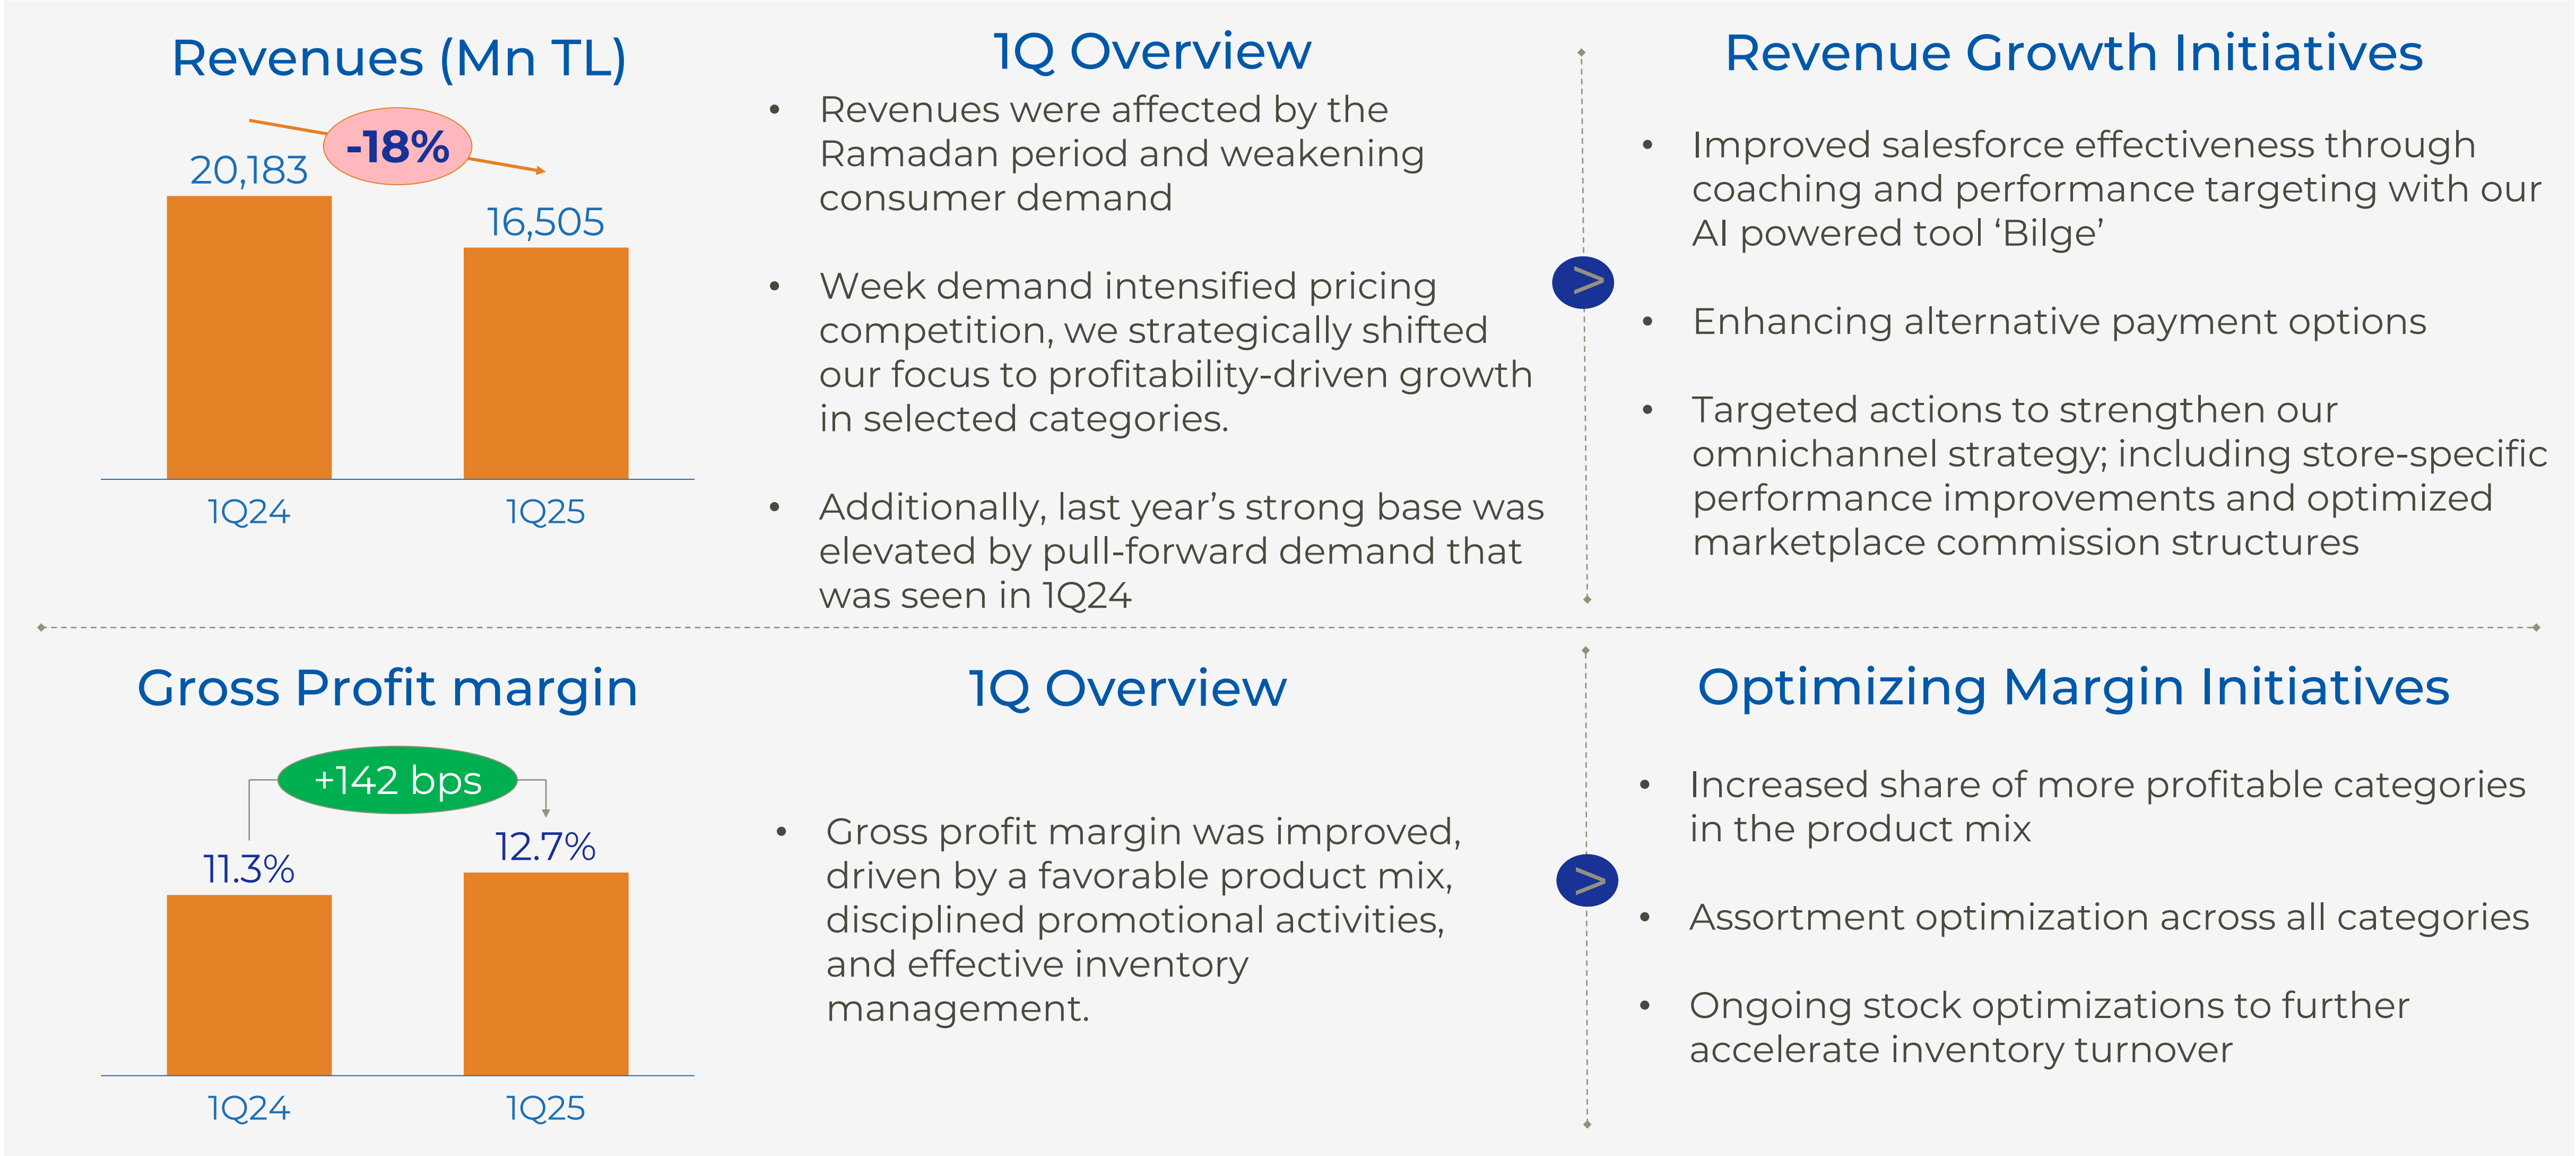 Revenues (Mn TL)
-18%
20,183
16,505
1Q24
1Q25
1Q Overview
• Revenues were affected by the
Ramadan period and weakening
consumer demand
• Week demand intensified pricing
competition, we strategically shifted
our focus to profitability-driven growth
in selected categories.
• Additionally, last year’s strong base was
elevated by pull-forward demand that
was seen in 1Q24
>
Revenue Growth Initiatives
• Improved salesforce effectiveness through
coaching and performance targeting with our
AI powered tool ‘Bilge’
• Enhancing alternative payment options
• Targeted actions to strengthen our
omnichannel strategy; including store-specific
performance improvements and optimized
marketplace commission structures
Gross Profit margin
+142 bps
11.3%
12.7%
1Q24
1Q25
1Q Overview
• Gross profit margin was improved,
driven by a favorable product mix,
disciplined promotional activities,
and effective inventory
management.
>
Optimizing Margin Initiatives
• Increased share of more profitable categories
in the product mix
• Assortment optimization across all categories
• Ongoing stock optimizations to further
accelerate inventory turnover